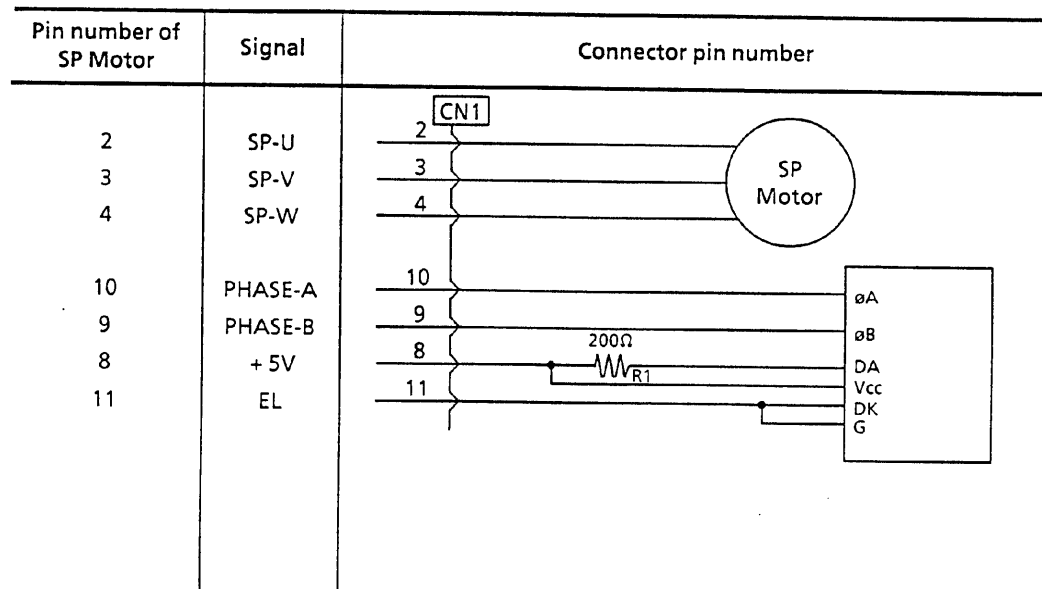 Pin number of
SP Motor
Signal
Connector pin number
CN1
2 SP-U 2
3 SP-V 3
4 SP-W 4
SP
Motor
10 PHASE-A 10 øA
9 PHASE-B 9 øB
200Ω
8 +5V 8 R1 DA
Vcc
11 EL 11 DK
G